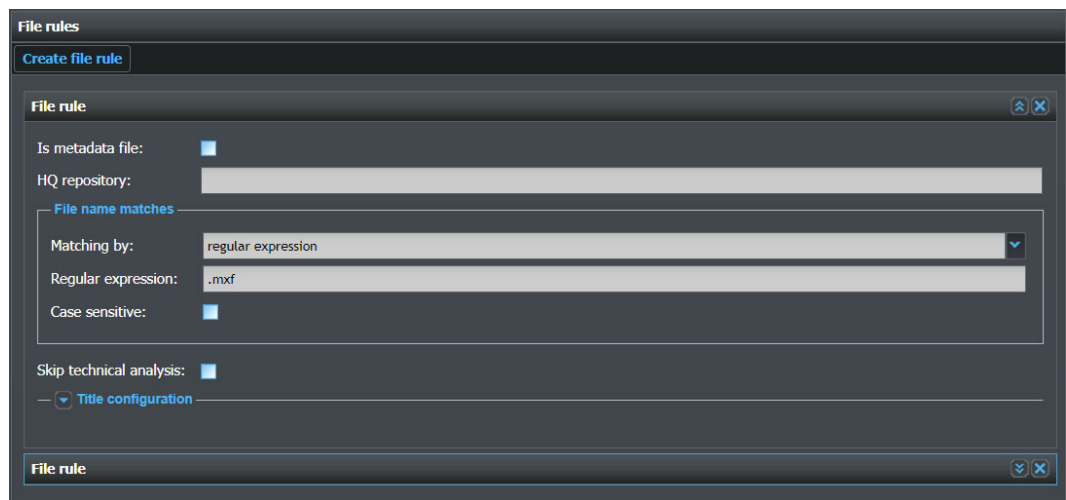 File rules
Create file rule
File rule
Is metadata file:
HQ repository:
File name matches
Matching by: regular expression
Regular expression: .mxf
Case sensitive:
Skip technical analysis:
Title configuration
File rule